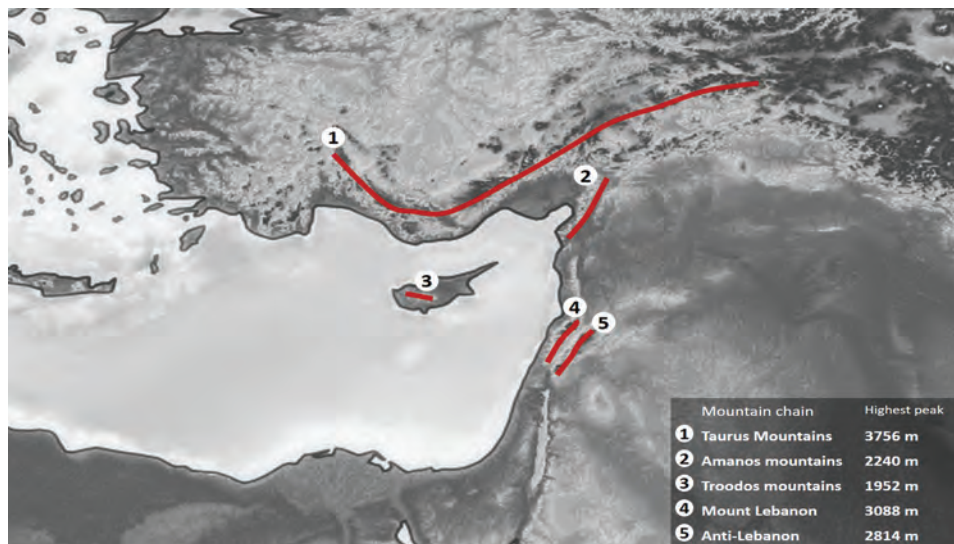 1
2
3
4
5
Mountain chain Highest peak
1 Taurus Mountains 3756 m
2 Amanos mountains 2240 m
3 Troodos mountains 1952 m
4 Mount Lebanon 3088 m
5 Anti-Lebanon 2814 m